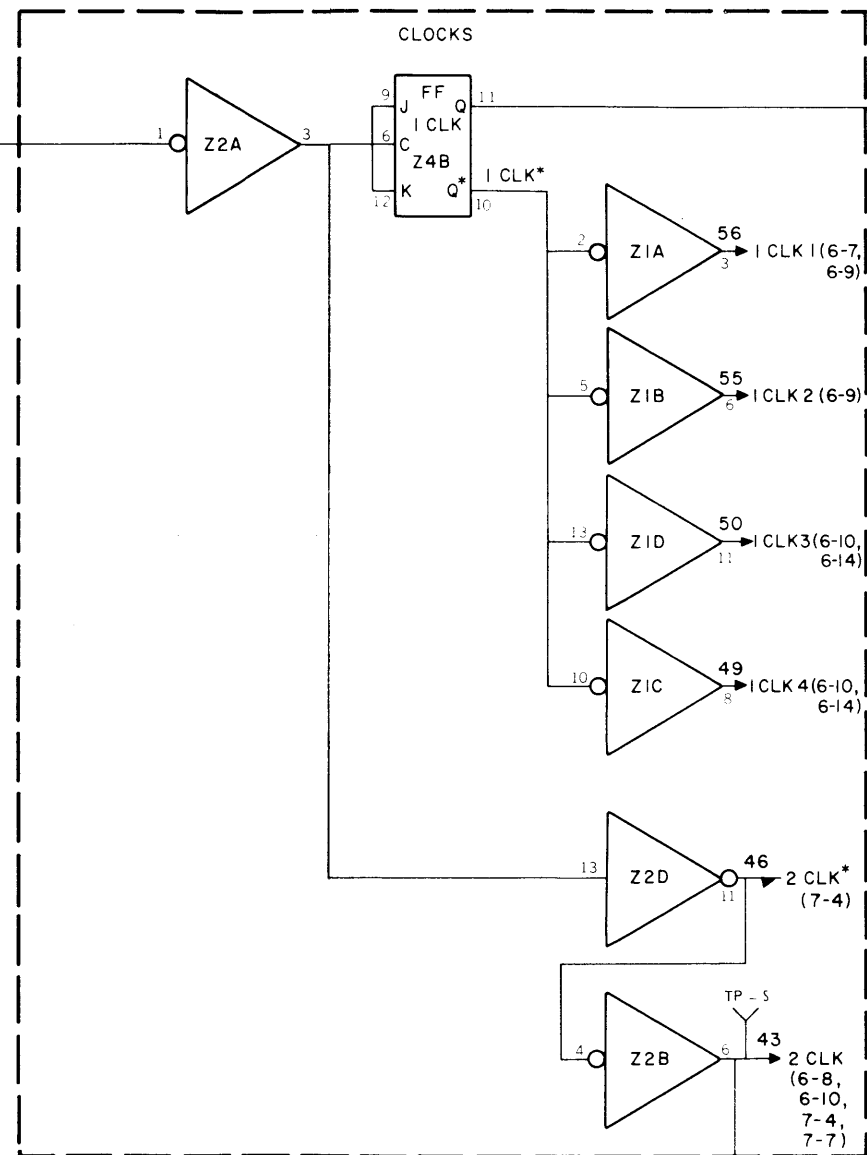 CLOCKS
9 J FF Q 11
1 CLK
1 Z2A 3 6 C
Z4B
12 K Q* 10
1 CLK*
2 Z1A 56 3 1 CLK 1 (6-7,
6-9)
5 Z1B 55 6 1 CLK 2 (6-9)
13 Z1D 50 11 1 CLK3(6-10,
6-14)
10 Z1C 49 8 1 CLK 4(6-10,
6-14)
13 Z2D 46 11 2 CLK*
(7-4)
TP - S
4 Z2B 6 43 2 CLK
(6-8,
6-10,
7-4,
7-7)